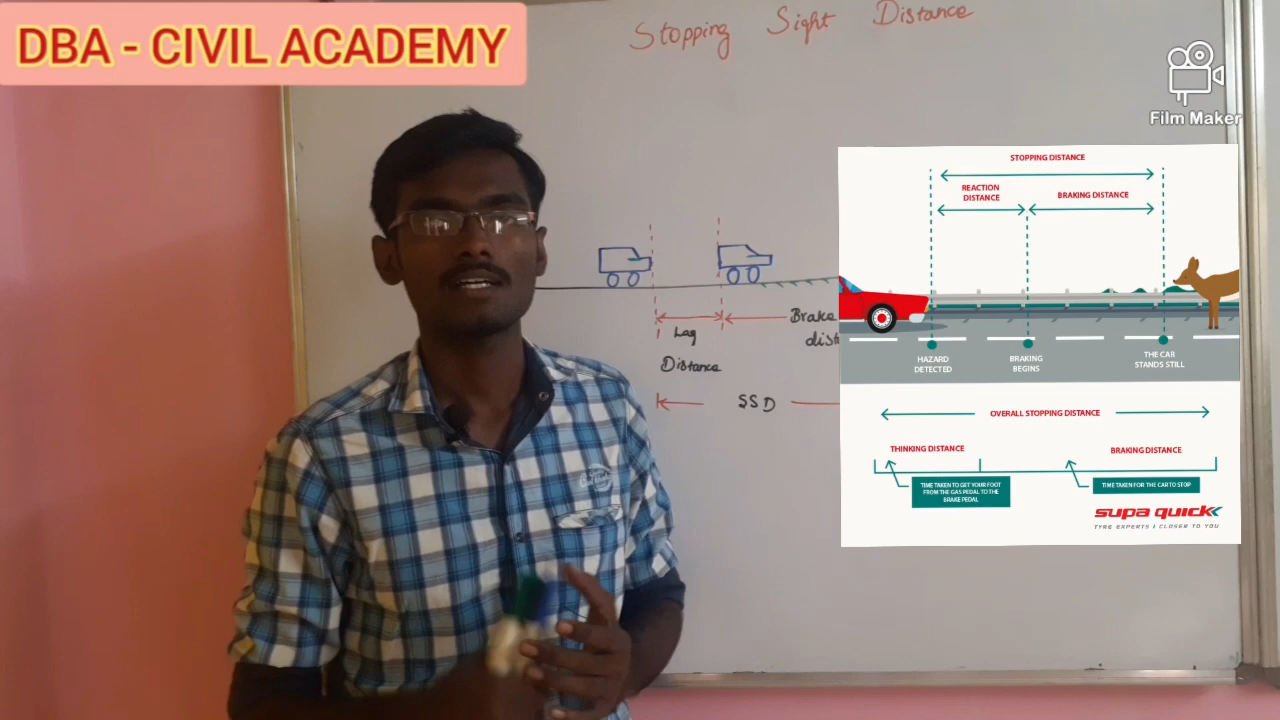 DBA - CIVIL ACADEMY
Stopping Sight Distance
Film Maker
Lag
Distance
Brake
dist
SSD
STOPPING DISTANCE
REACTION
DISTANCE
BRAKING DISTANCE
HAZARD
DETECTED
BRAKING
BEGINS
THE CAR
STANDS STILL
OVERALL STOPPING DISTANCE
THINKING DISTANCE
BRAKING DISTANCE
TIME TAKEN TO GET YOUR FOOT
FROM THE GAS PEDAL TO THE
BRAKE PEDAL
TIME TAKEN FOR THE CAR TO STOP
supa quick
TYRE EXPERTS | CLOSER TO YOU